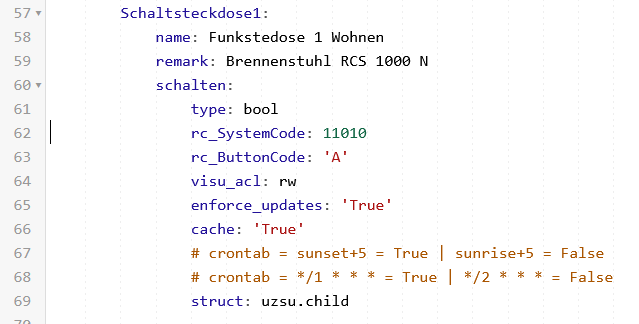 57 Schaltsteckdose1:
58 name: Funkstedose 1 Wohnen
59 remark: Brennenstuhl RCS 1000 N
60 schalten:
61 type: bool
62 rc_SystemCode: 11010
63 rc_ButtonCode: 'A'
64 visu_acl: rw
65 enforce_updates: 'True'
66 cache: 'True'
67 # crontab = sunset+5 = True | sunrise+5 = False
68 # crontab = */1 * * * = True | */2 * * * = False
69 struct: uzsu.child
70